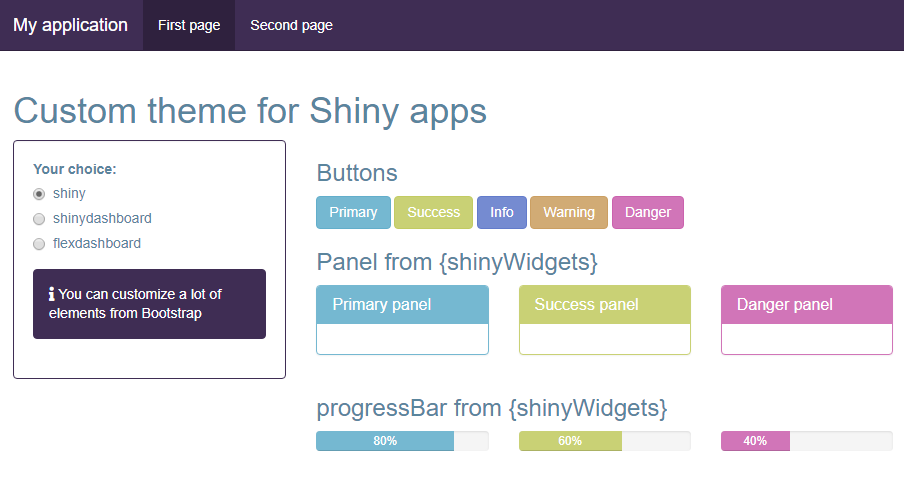 My application First page Second page
Custom theme for Shiny apps
Your choice:
shiny
shinydashboard
flexdashboard
You can customize a lot of
elements from Bootstrap
Buttons
Primary Success Info Warning Danger
Panel from {shinyWidgets}
Primary panel Success panel Danger panel
progressBar from {shinyWidgets}
80% 60% 40%